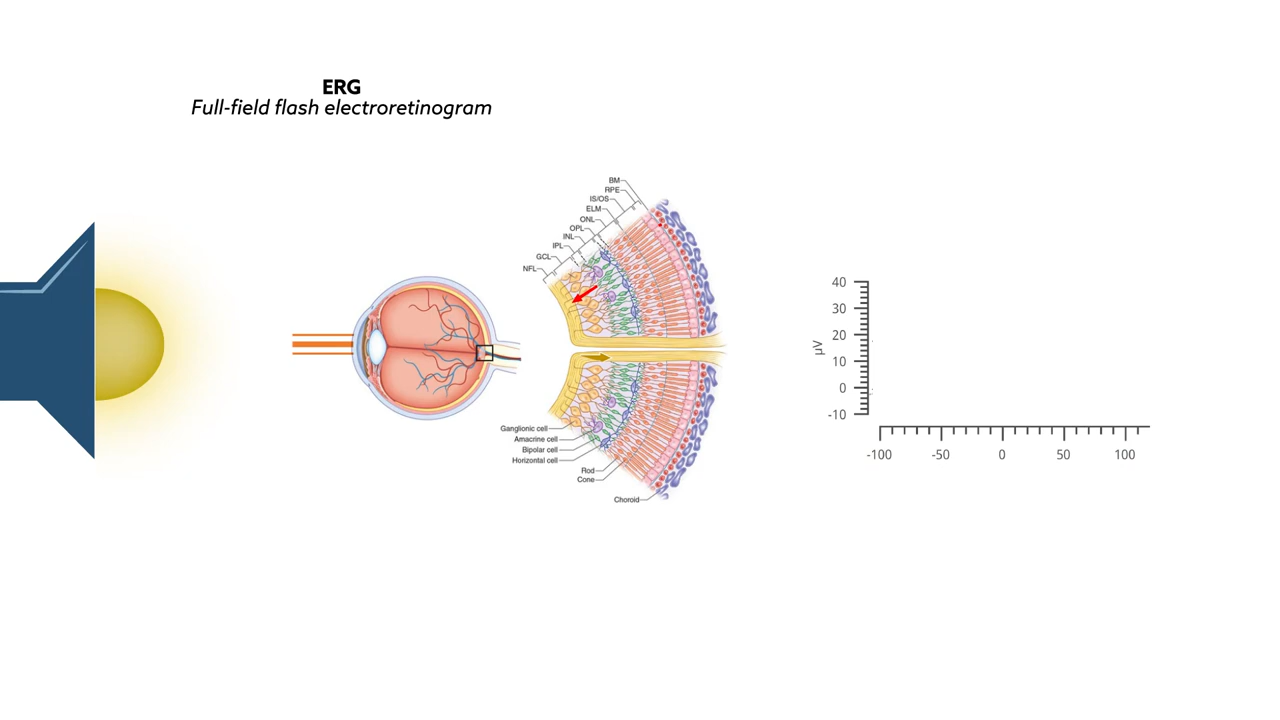 ERG
Full-field flash electroretinogram
BM
RPE
IS/OS
ELM
ONL
OPL
INL
IPL
GCL
NFL
Ganglionic cell
Amacrine cell
Bipolar cell
Horizontal cell
Rod
Cone
Choroid
40
30
20
10
0
-10
µV
-100 -50 0 50 100